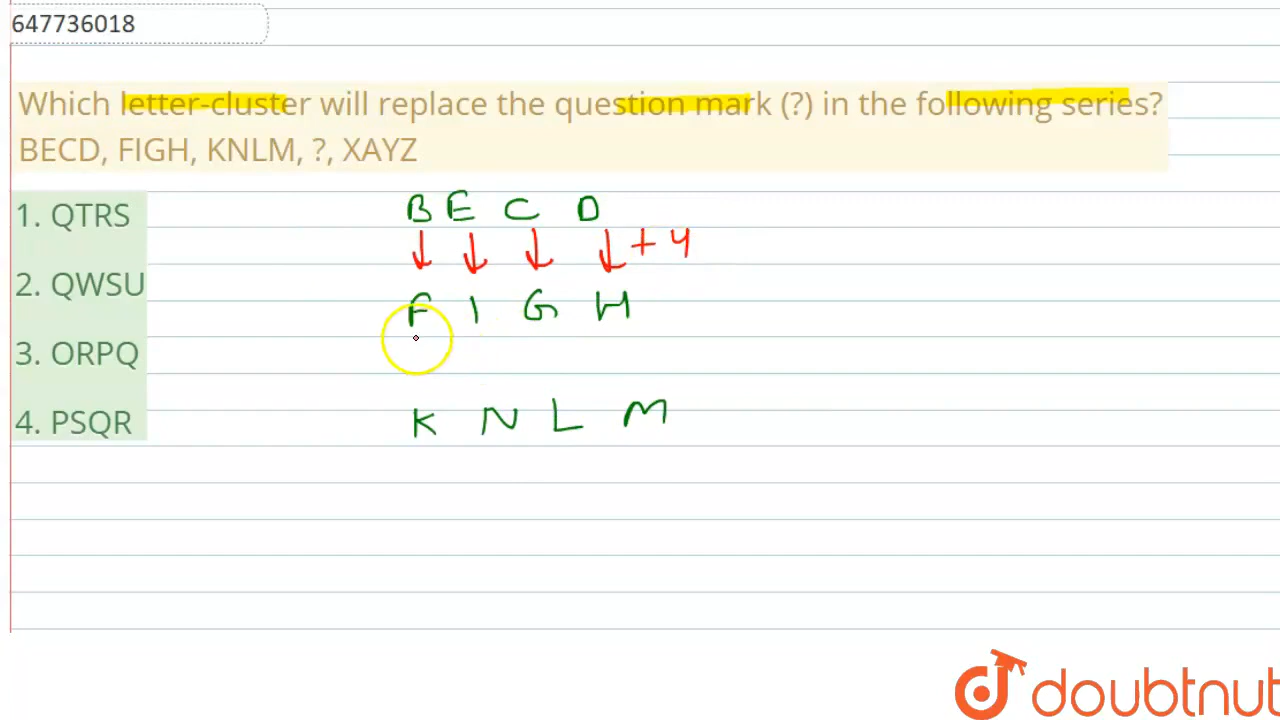 647736018
Which letter-cluster will replace the question mark (?) in the following series?
BECD, FIGH, KNLM, ?, XAYZ
1. QTRS
2. QWSU
3. ORPQ
4. PSQR
B E C D
+4
F I G H
K N L M
doubtnut